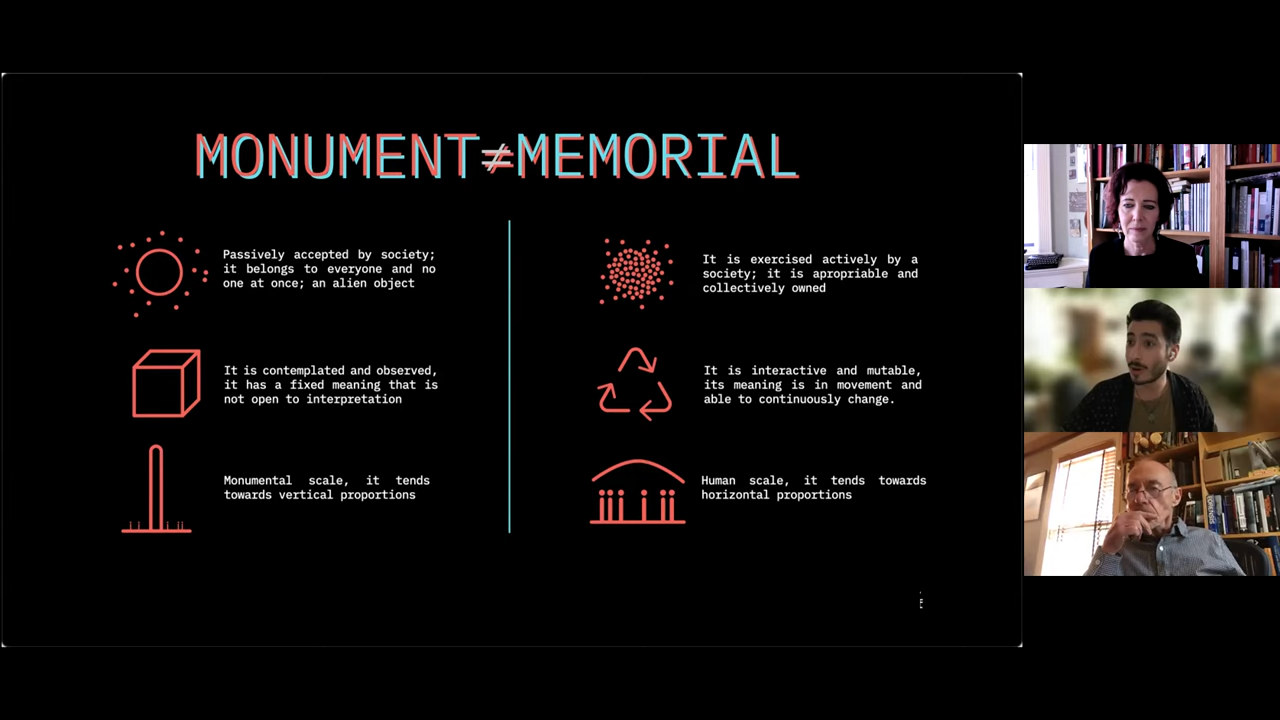 MONUMENT≠MEMORIAL
Passively accepted by society;
it belongs to everyone and no
one at once; an alien object
It is contemplated and observed,
it has a fixed meaning that is
not open to interpretation
Monumental scale, it tends
towards vertical proportions
It is exercised actively by a
society; it is apropriable and
collectively owned
It is interactive and mutable,
its meaning is in movement and
able to continuously change.
Human scale, it tends towards
horizontal proportions